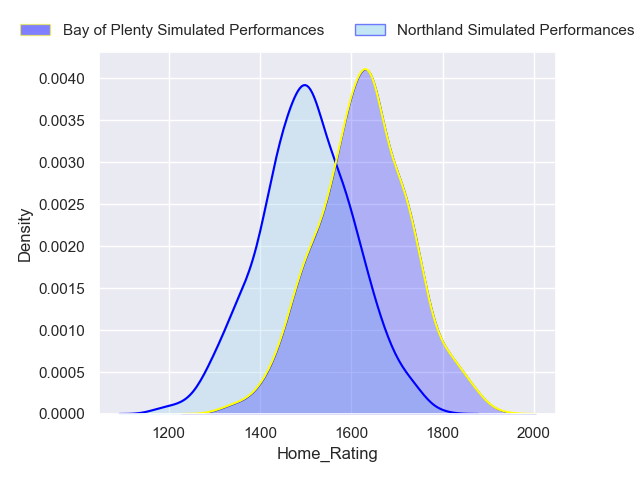 Bay of Plenty Simulated Performances Northland Simulated Performances
0.0040
0.0035
0.0030
0.0025
0.0020
0.0015
0.0010
0.0005
0.0000
Density
1200 1400 1600 1800 2000
Home_Rating